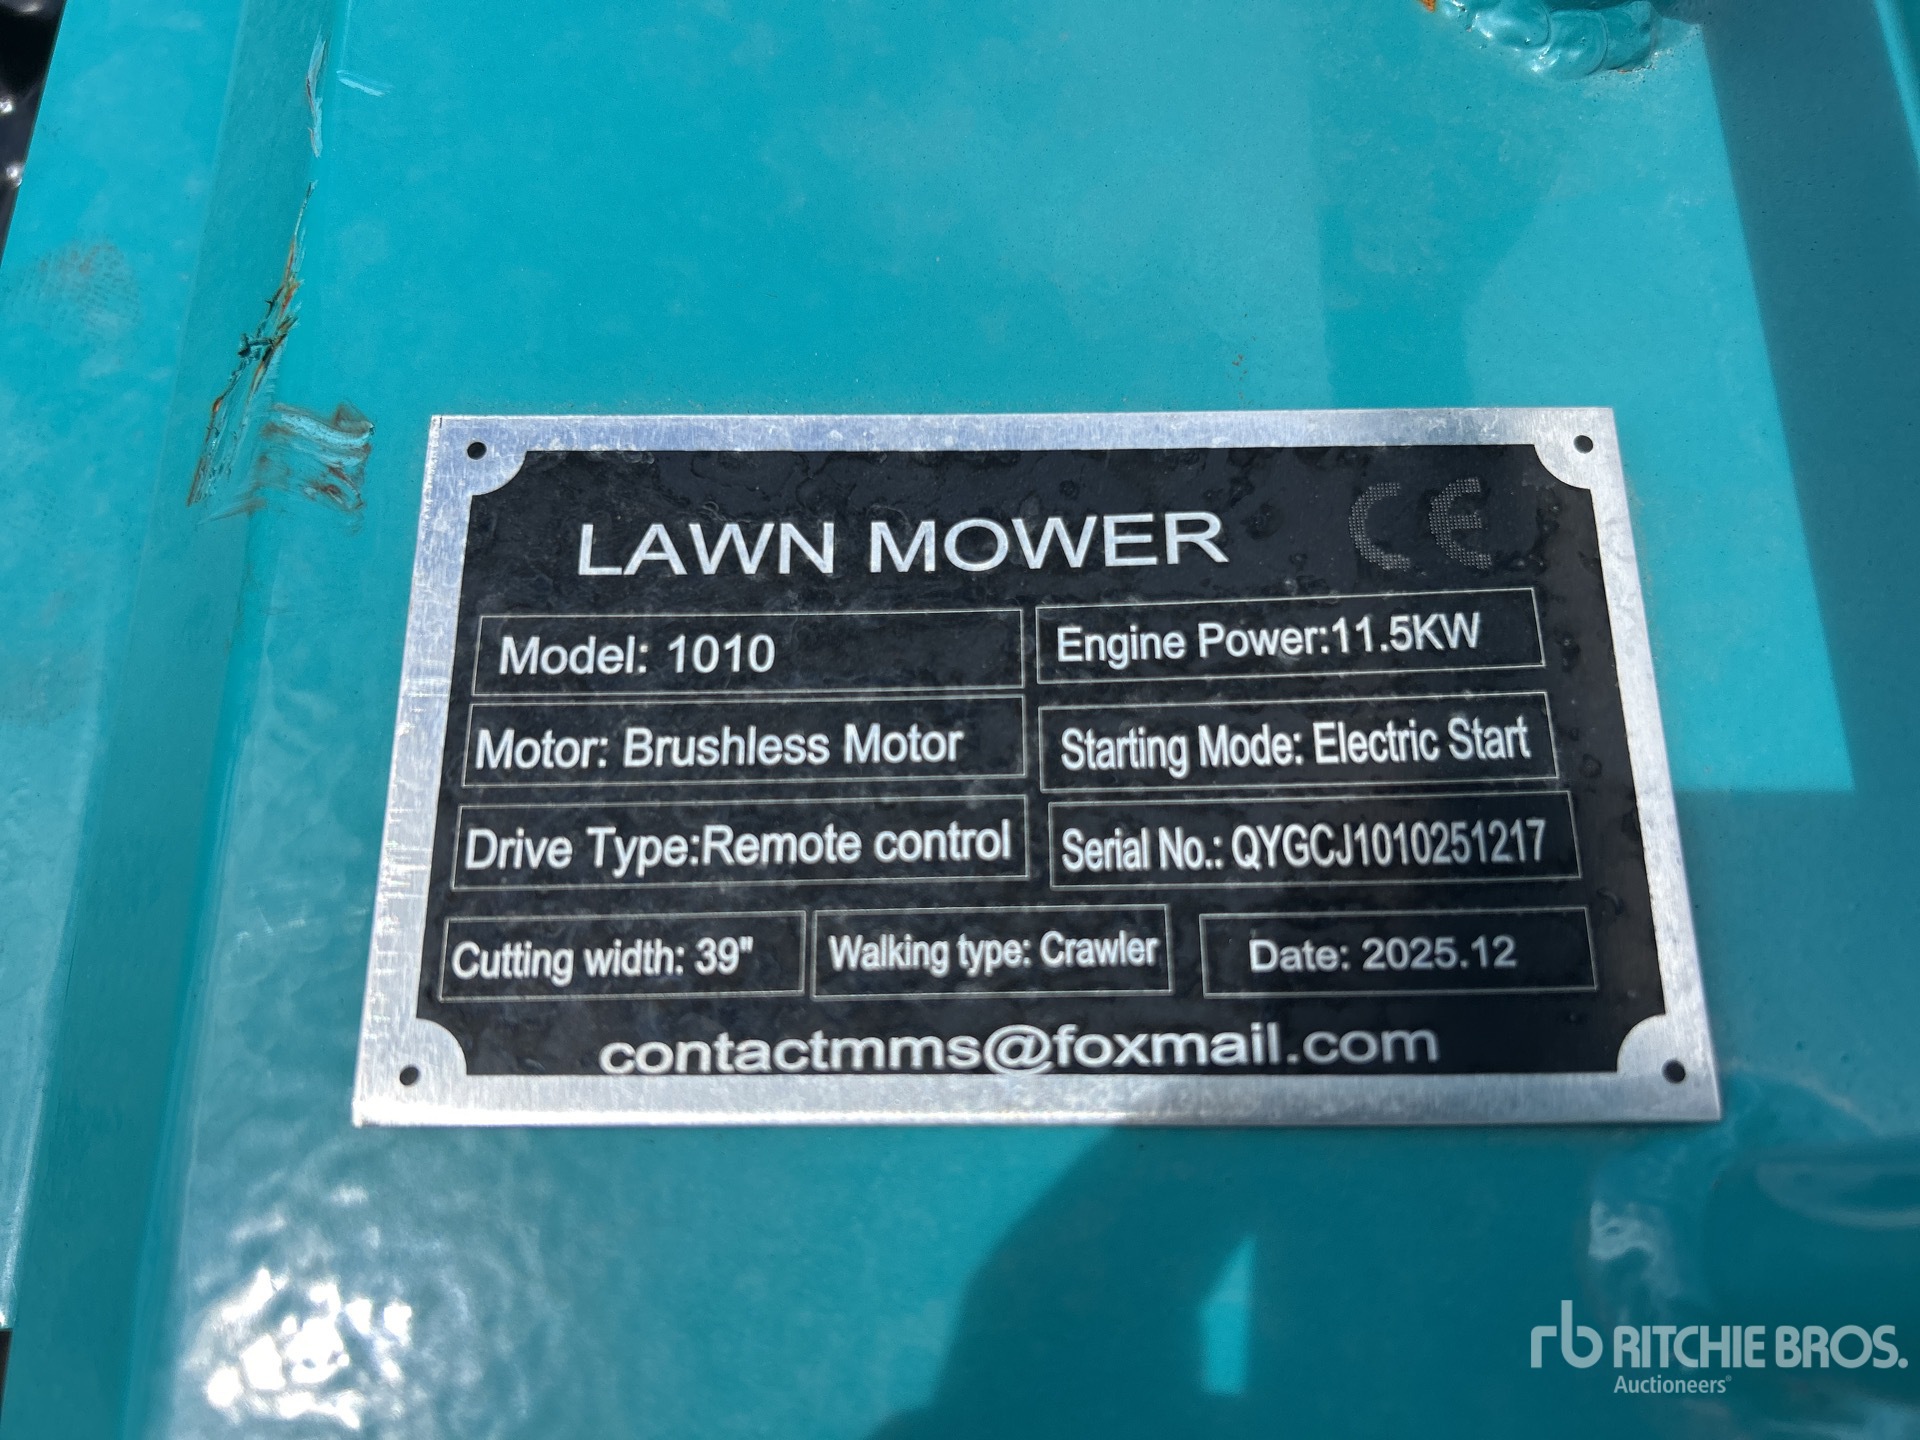 LAWN MOWER CE
Model: 1010
Engine Power:11.5KW
Motor: Brushless Motor
Starting Mode: Electric Start
Drive Type:Remote control
Serial No.: QYGCJ1010251217
Cutting width: 39"
Walking type: Crawler
Date: 2025.12
contactmms@foxmail.com
rb RITCHIE BROS.
Auctioneers®